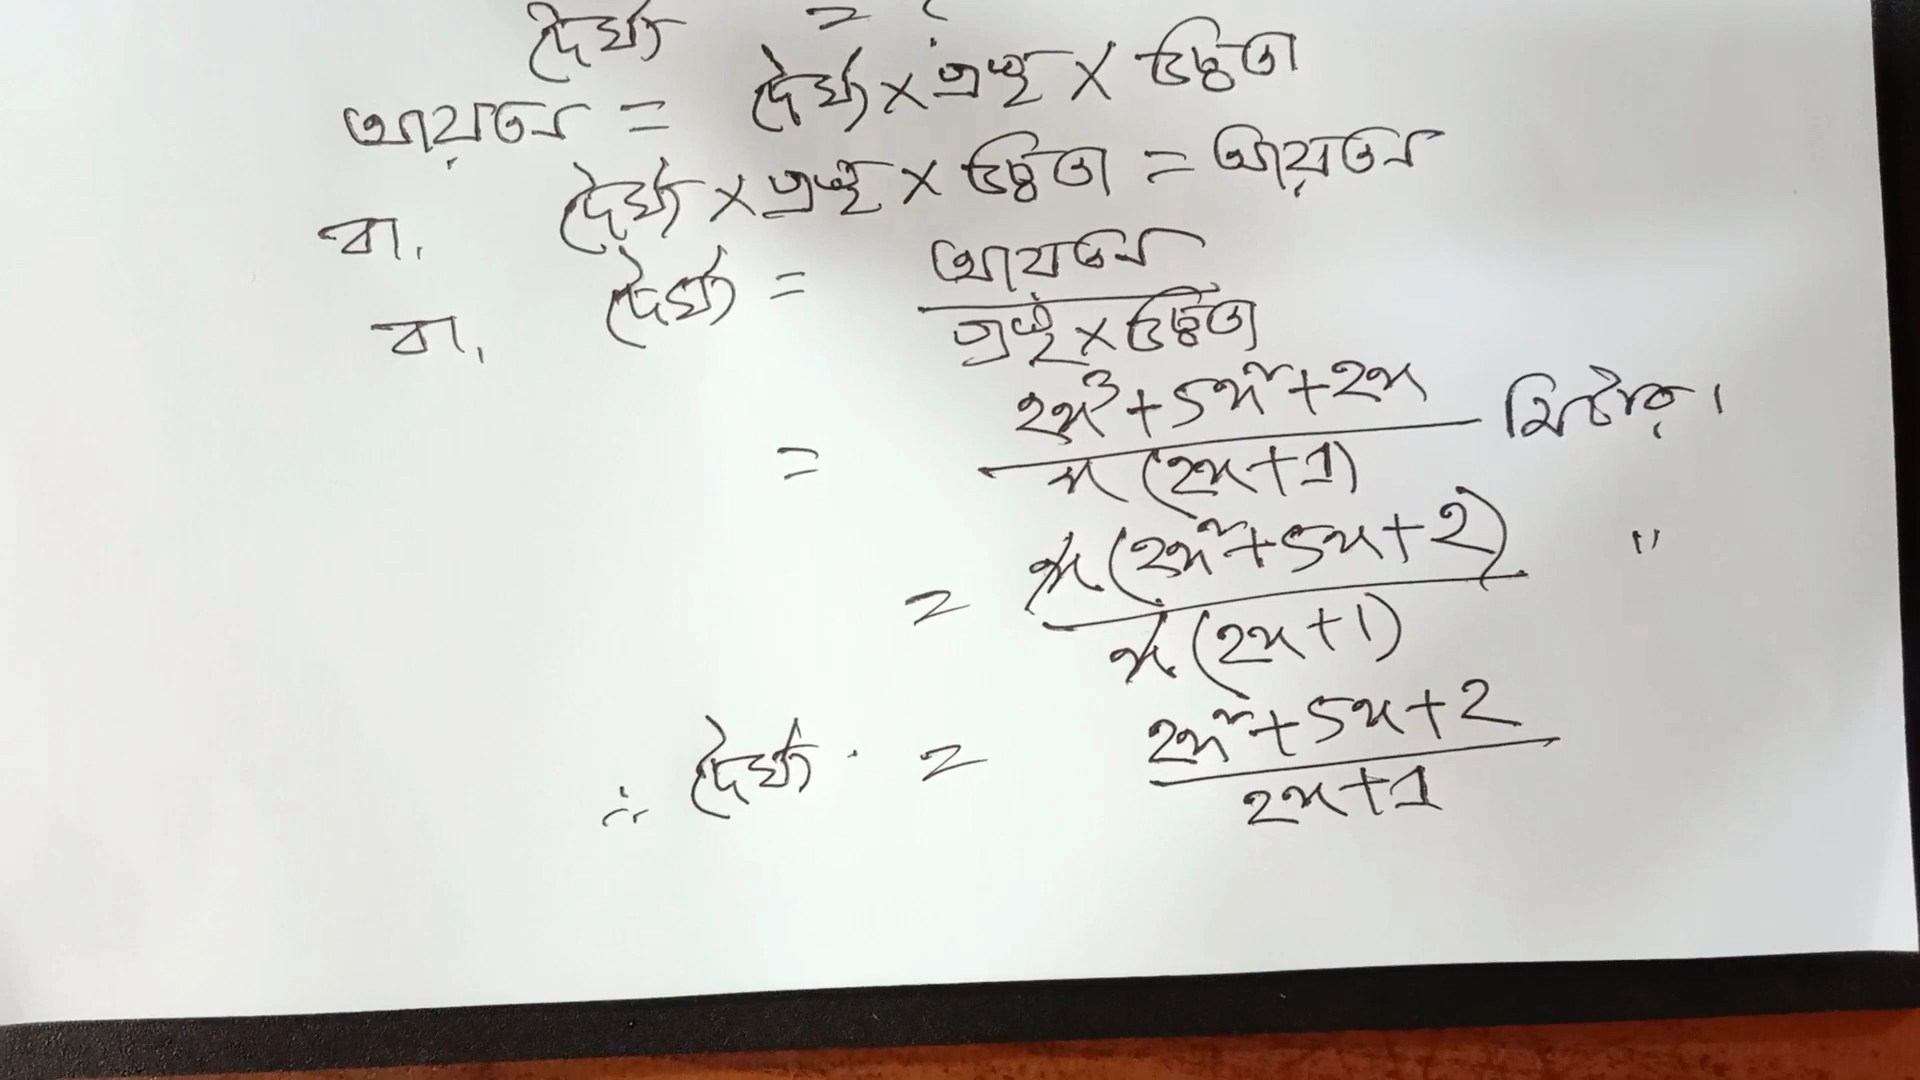 দৈর্ঘ্য = ?
আয়তন = দৈর্ঘ্য × প্রস্থ × উচ্চতা
বা, দৈর্ঘ্য × প্রস্থ × উচ্চতা = আয়তন
বা, দৈর্ঘ্য = আয়তন / প্রস্থ × উচ্চতা
= 2x³ + 5x² + 2x / x (2x + 1) মিটার।
= x (2x² + 5x + 2) / x (2x + 1) "
∴ দৈর্ঘ্য = 2x² + 5x + 2 / 2x + 1